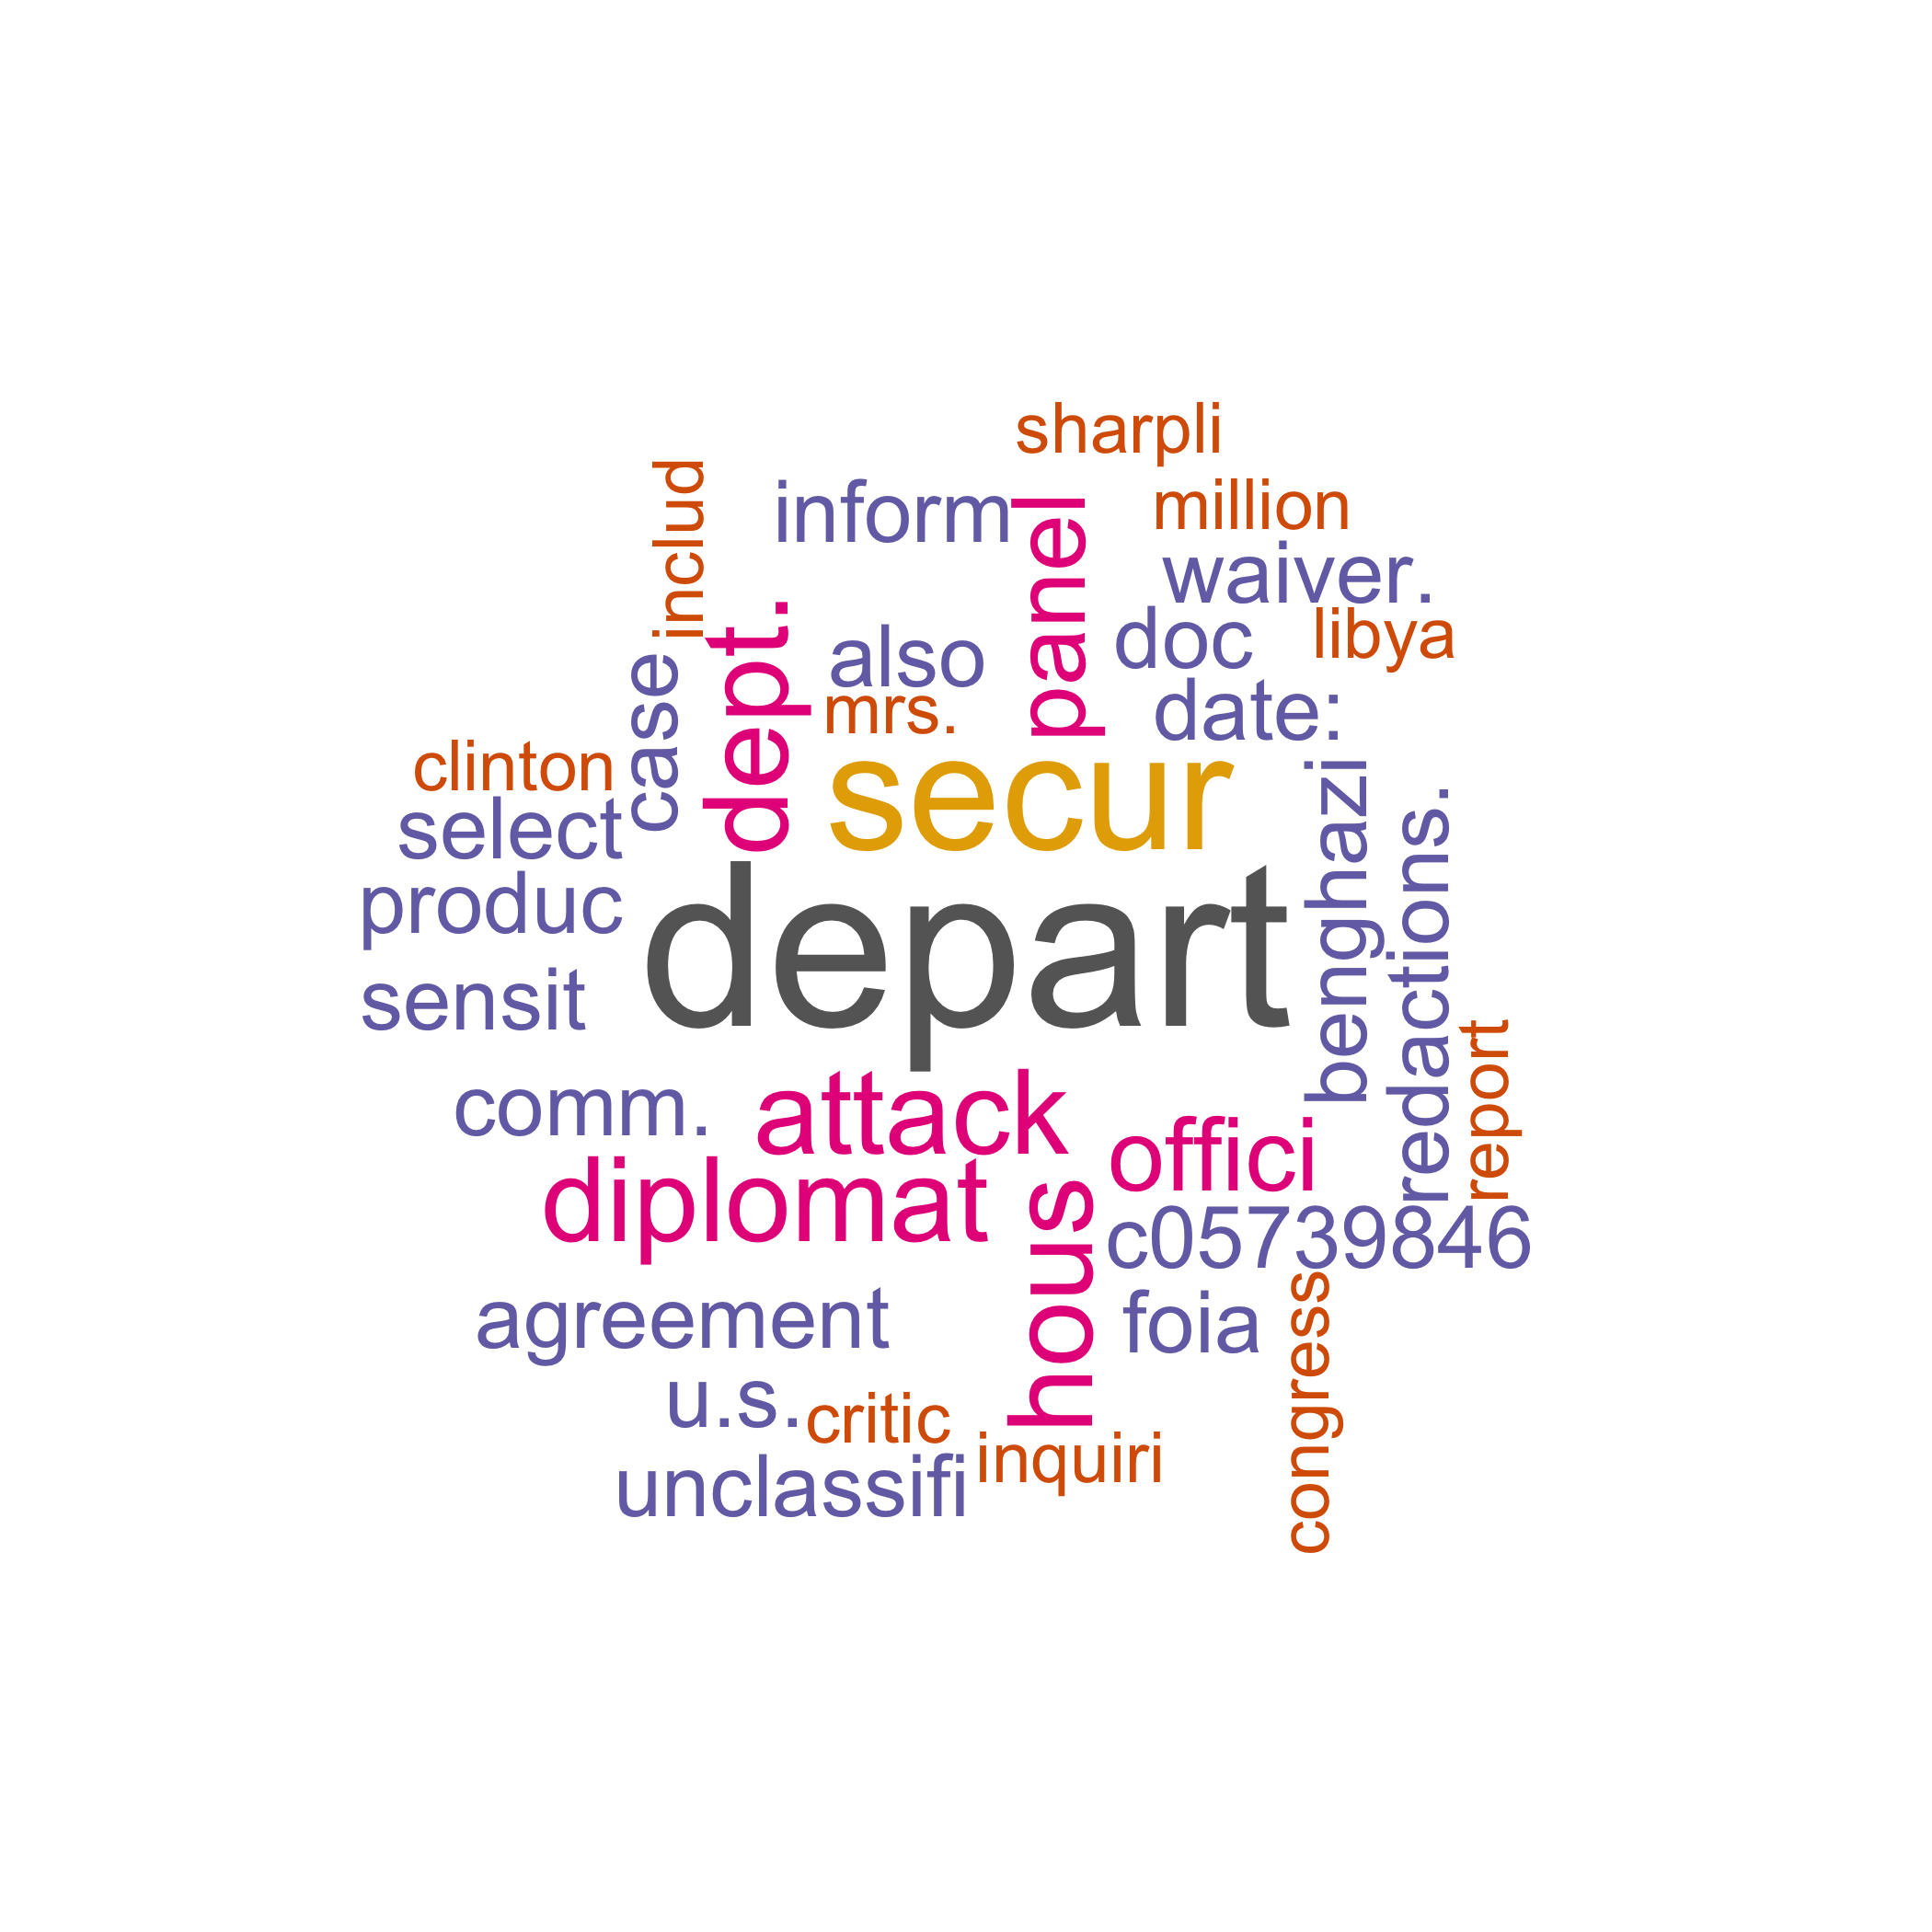 sharpli
includ
inform
panel
million
waiver.
dept.
also
doc
libya
case
mrs.
date:
clinton
secur
select
benghazi
redactions.
produc
depart
sensit
report
comm.
attack
offici
diplomat
hous
c05739846
agreement
foia
congress
u.s.
critic
inquiri
unclassifi